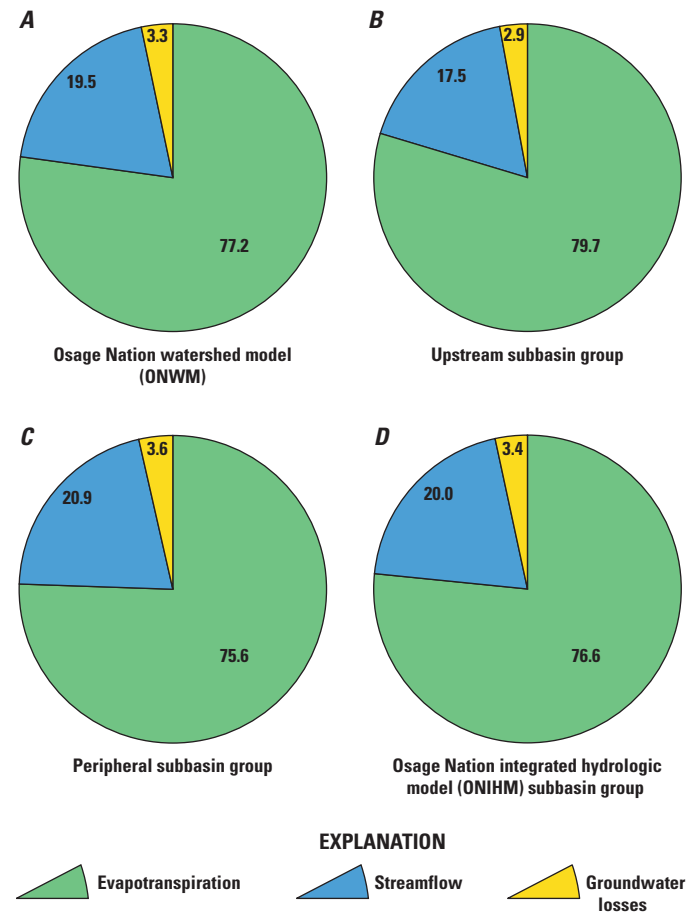 A
3.3
19.5
77.2
Osage Nation watershed model
(ONWM)
B
2.9
17.5
79.7
Upstream subbasin group
C
3.6
20.9
75.6
Peripheral subbasin group
D
3.4
20.0
76.6
Osage Nation integrated hydrologic
model (ONIHM) subbasin group
EXPLANATION
Evapotranspiration
Streamflow
Groundwater
losses